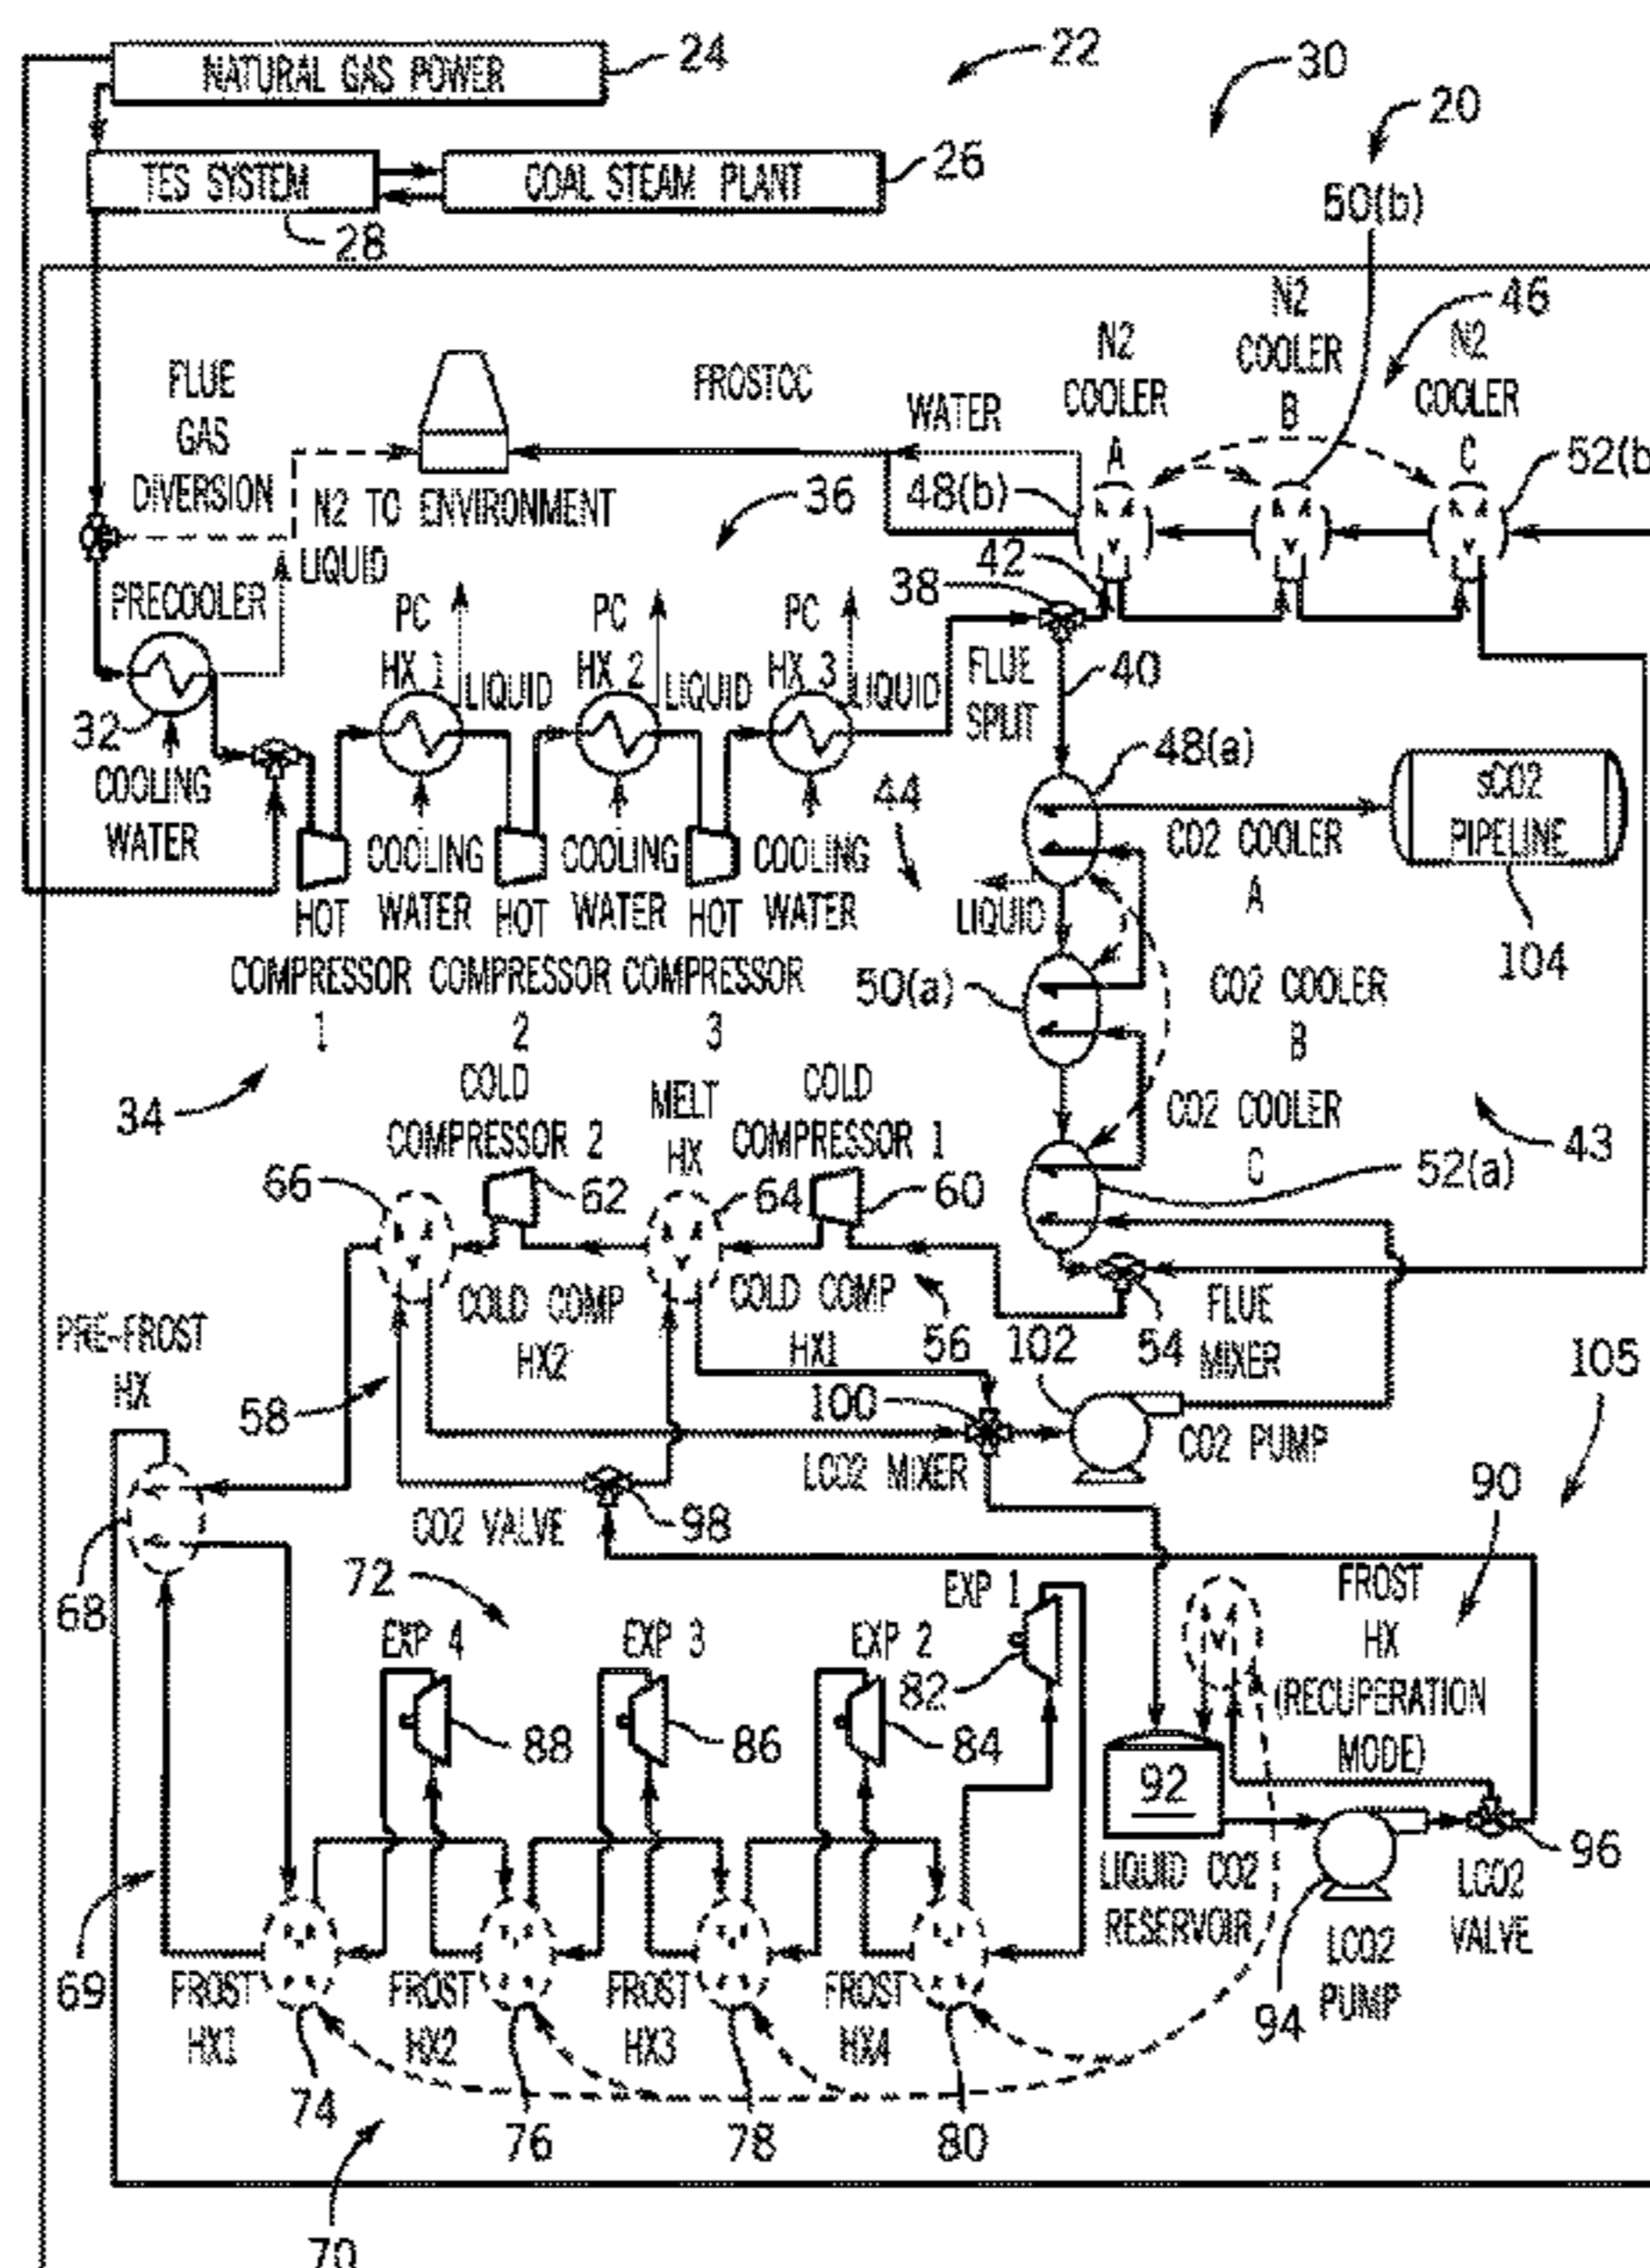 NATURAL GAS POWER
24
22
30
20
TES SYSTEM
COAL STEAM PLANT
26
28
50(b)
N2
COOLER
B
46
N2
COOLER
A
N2
COOLER
C
FLUE
GAS
DIVERSION
FROSTCC
WATER
52(b
48(b)
N2 TO ENVIRONMENT
36
LIQUID
42
38
PRECOOLER
PC
HX 1
PC
HX 2
PC
HX 3
LIQUID
LIQUID
LIQUID
FLUE
SPLIT
40
32
COOLING
WATER
48(a)
44
sCO2
PIPELINE
COOLING
WATER
COOLING
WATER
COOLING
WATER
CO2 COOLER
A
HOT
COMPRESSOR
1
HOT
COMPRESSOR
2
HOT
COMPRESSOR
3
LIQUID
104
50(a)
CO2 COOLER
B
34
COLD
COMPRESSOR 2
MELT
HX
COLD
COMPRESSOR 1
CO2 COOLER
C
43
66
62
64
60
52(a)
COLD COMP
HX2
COLD COMP
HX1
56
102
54
FLUE
MIXER
105
PRE-FROST
HX
58
100
LCO2 MIXER
CO2 PUMP
90
CO2 VALVE
98
68
72
EXP 4
EXP 3
EXP 2
EXP 1
FROST
HX
(RECUPERATION
MODE)
82
88
86
84
92
96
LIQUID CO2
RESERVOIR
LCO2
VALVE
69
LCO2
PUMP
94
FROST
HX1
FROST
HX2
FROST
HX3
FROST
HX4
74
76
78
80
70